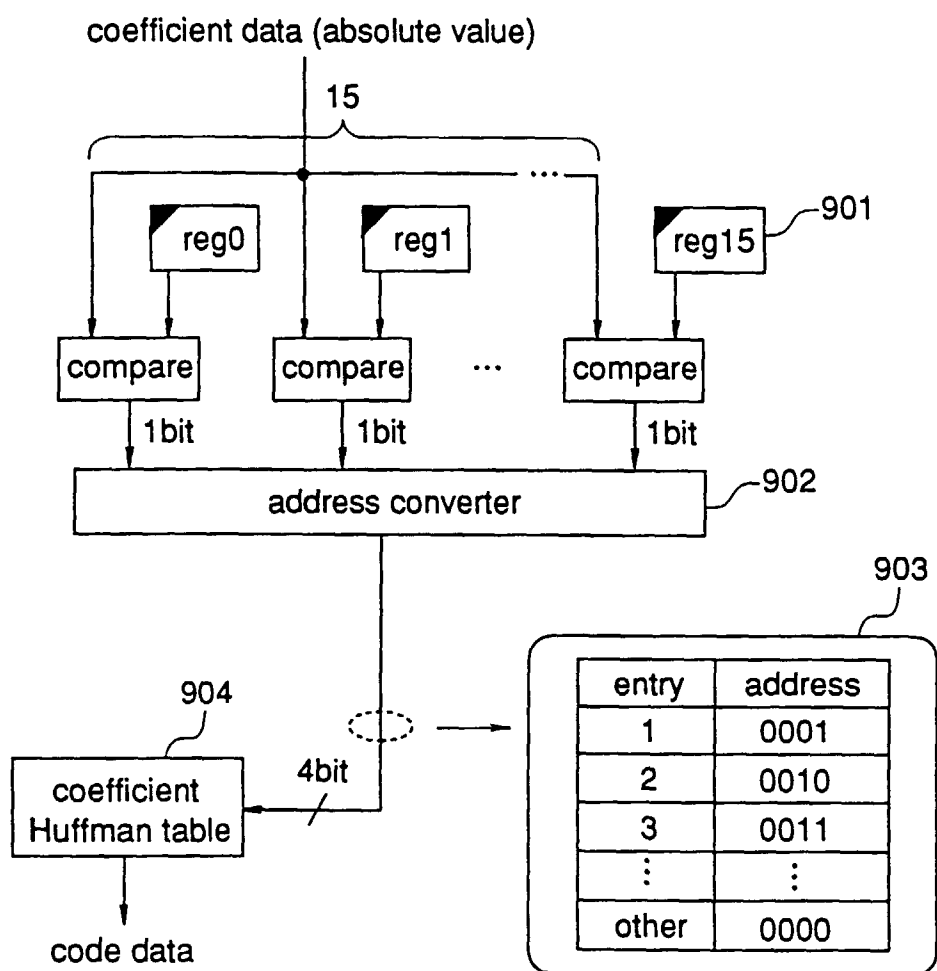 coefficient data (absolute value)
15
...
reg0
reg1
reg15
901
compare
compare
...
compare
1bit
1bit
1bit
address converter
902
903
904
coefficient
Huffman table
4bit
code data
entry address
1 0001
2 0010
3 0011
⋮ ⋮
other 0000